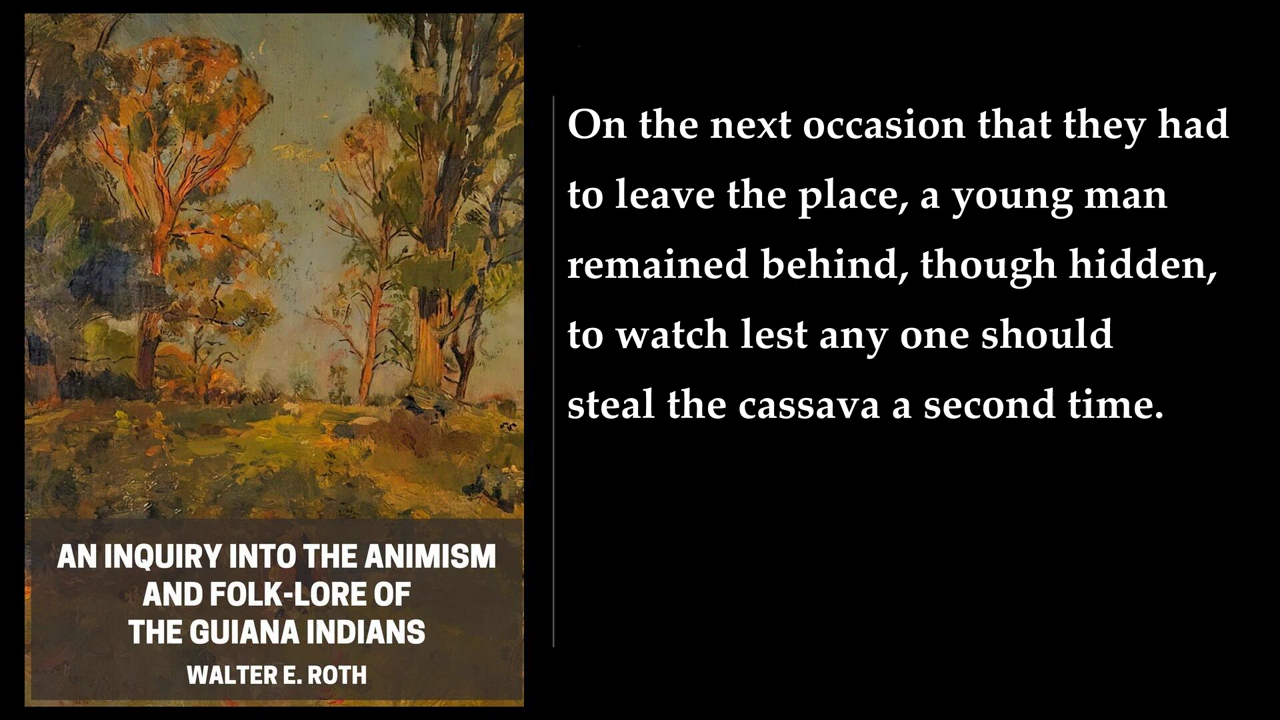 On the next occasion that they had
to leave the place, a young man
remained behind, though hidden,
to watch lest any one should
steal the cassava a second time.
AN INQUIRY INTO THE ANIMISM
AND FOLK-LORE OF
THE GUIANA INDIANS
WALTER E. ROTH